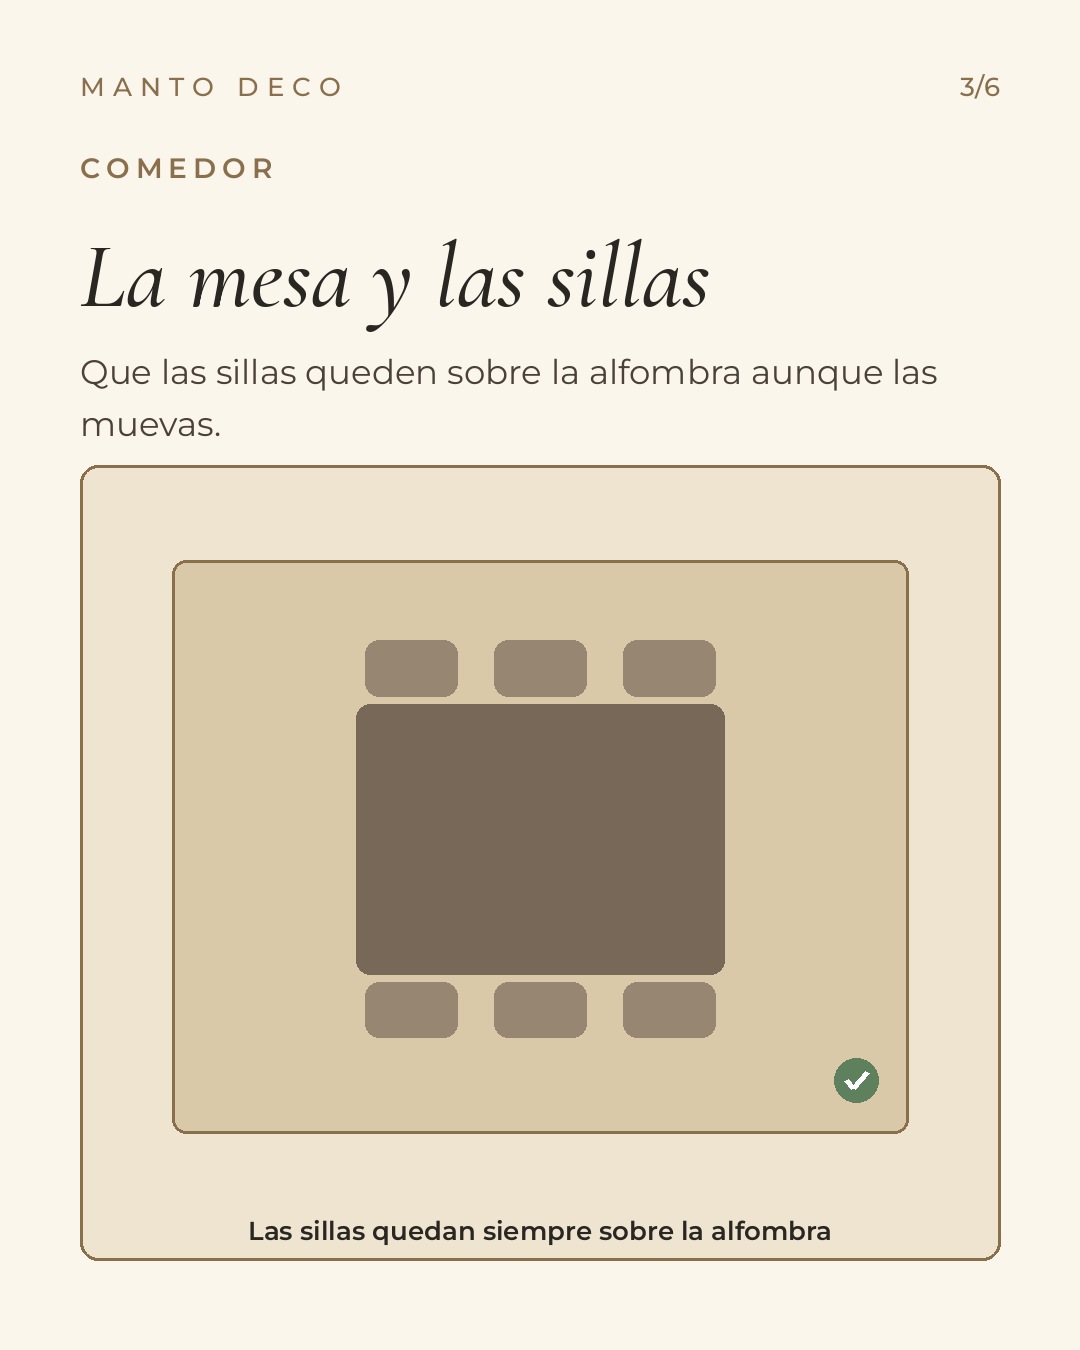 MANTO DECO
3/6
COMEDOR
La mesa y las sillas
Que las sillas queden sobre la alfombra aunque las
muevas.
Las sillas quedan siempre sobre la alfombra